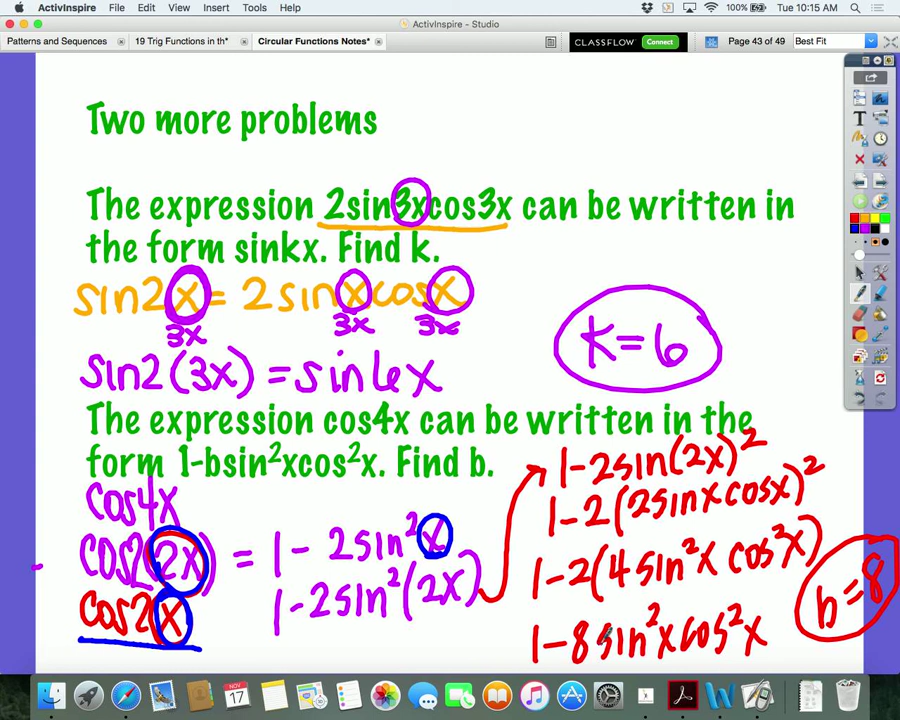 ActivInspire File Edit View Insert Tools Help 100% Tue Nov 17 10:15 AM
ActivInspire - Studio
Patterns and Sequences 19 Trig Functions in th* Circular Functions Notes* CLASSFLOW Connect Page 43 of 49 Best Fit
Two more problems
The expression 2sin3xcos3x can be written in
the form sinkx. Find k.
sin2x = 2sinxcosx
3x 3x 3x
sin2(3x) = sin6x
K=6
The expression cos4x can be written in the
form 1-bsin²xcos²x. Find b.
cos4x
cos2(2x) = 1 - 2sin²x
cos2x
1-2sin²(2x)
1-2sin(2x)²
1-2(2sinxcosx)²
1-2(4sin²x cos²x)
1-8sin²xcos²x
b=8
NOV
17